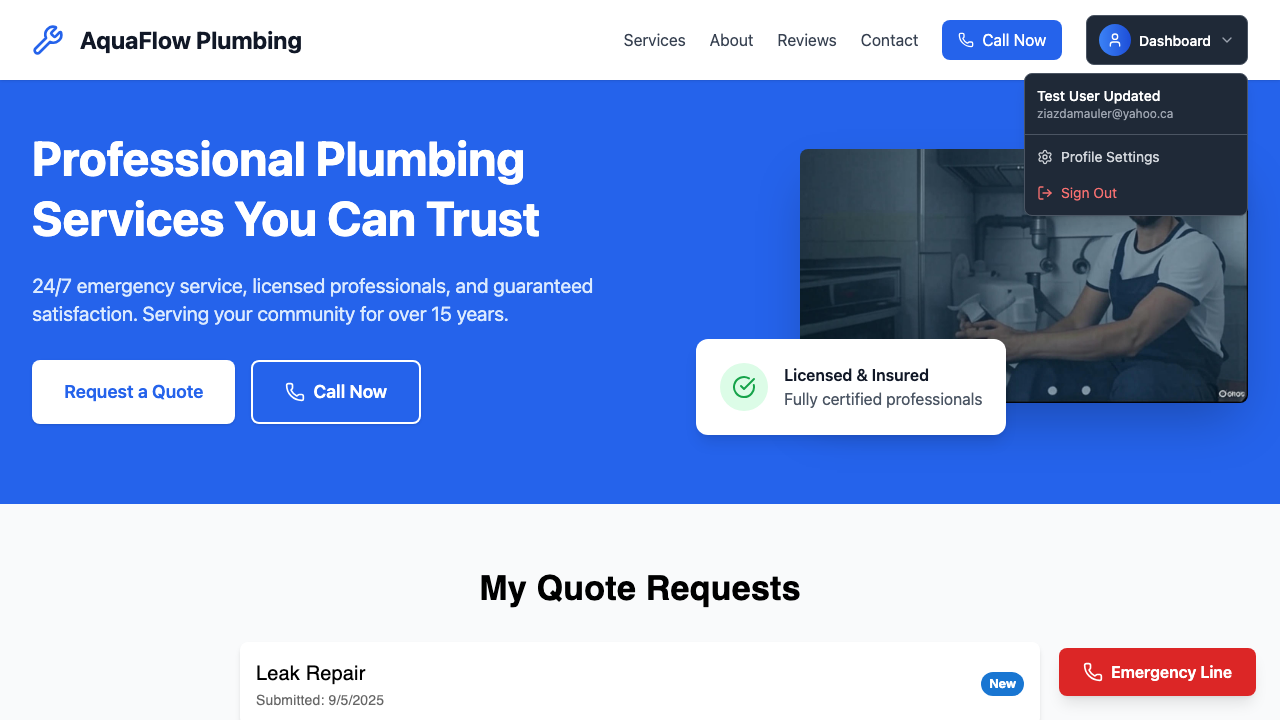 AquaFlow Plumbing
Services
About
Reviews
Contact
Call Now
Dashboard
Test User Updated
ziazdamauler@yahoo.ca
Profile Settings
Sign Out
Professional Plumbing
Services You Can Trust
24/7 emergency service, licensed professionals, and guaranteed
satisfaction. Serving your community for over 15 years.
Request a Quote
Call Now
Licensed & Insured
Fully certified professionals
My Quote Requests
Leak Repair
Submitted: 9/5/2025
New
Emergency Line